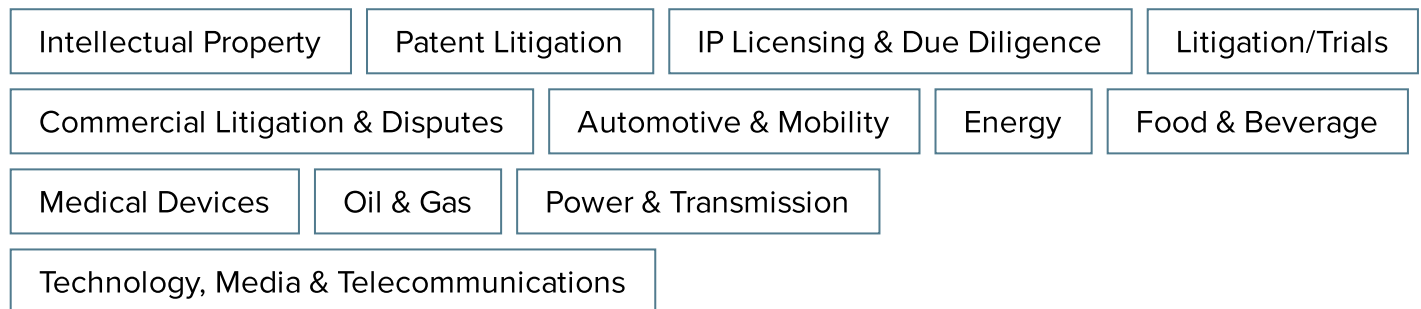 Intellectual Property Patent Litigation IP Licensing & Due Diligence Litigation/Trials
Commercial Litigation & Disputes Automotive & Mobility Energy Food & Beverage
Medical Devices Oil & Gas Power & Transmission
Technology, Media & Telecommunications